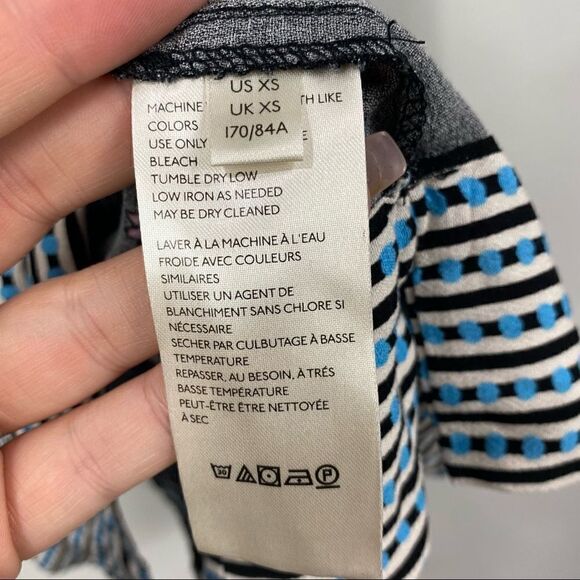 US XS
UK XS
170/84A
MACHINE TH LIKE
COLORS
USE ONLY E
BLEACH
TUMBLE DRY LOW
LOW IRON AS NEEDED
MAY BE DRY CLEANED
LAVER À LA MACHINE À L'EAU
FROIDE AVEC COULEURS
SIMILAIRES
UTILISER UN AGENT DE
BLANCHIMENT SANS CHLORE SI
NÉCESSAIRE
SECHER PAR CULBUTAGE À BASSE
TEMPERATURE
REPASSER, AU BESOIN, À TRÉS
BASSE TEMPÉRATURE
PEUT-ÊTRE ÊTRE NETTOYÉE
À SEC
30
P